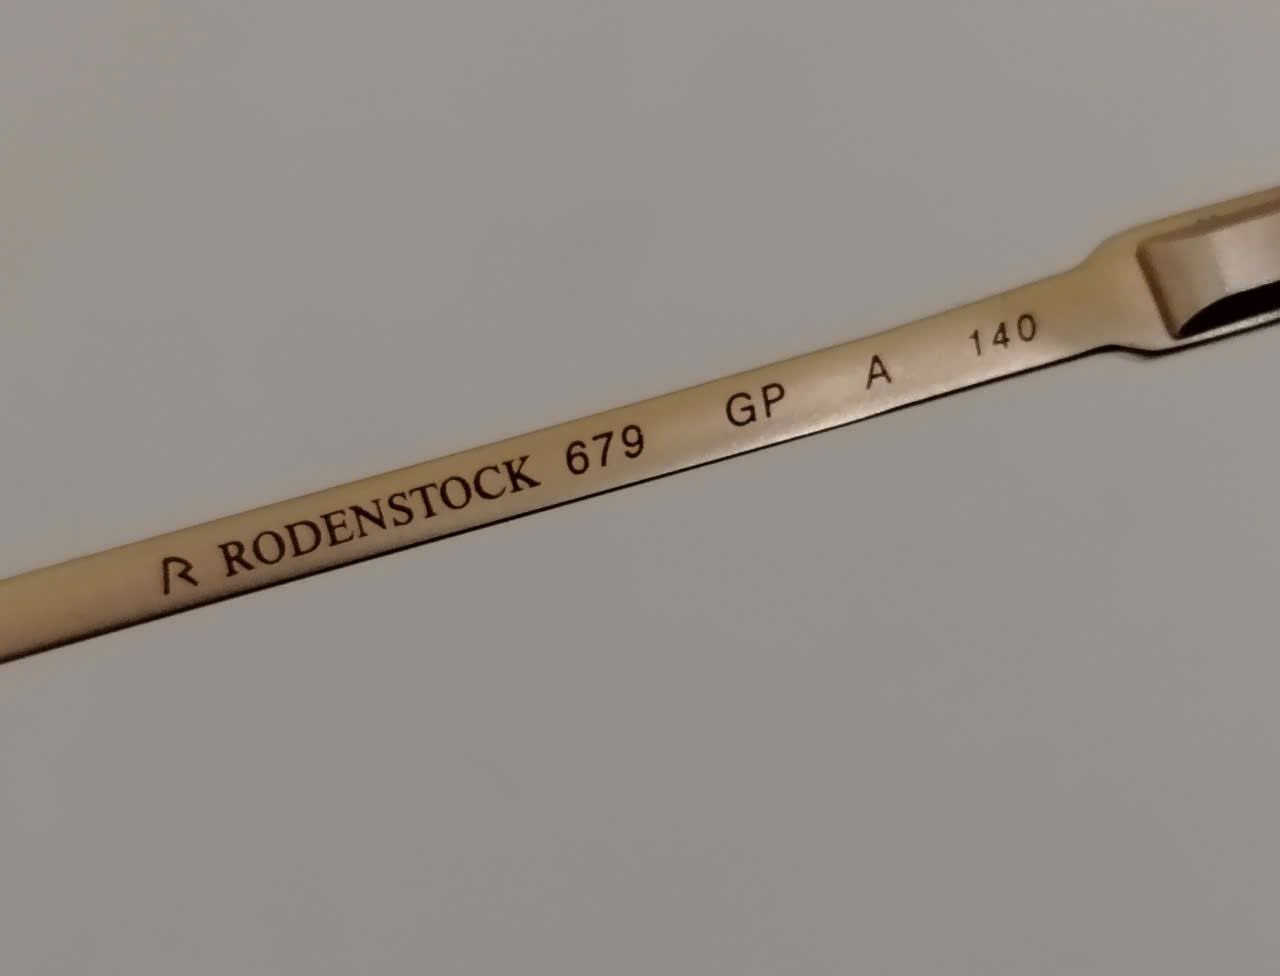 R RODENSTOCK 679 GP A 140